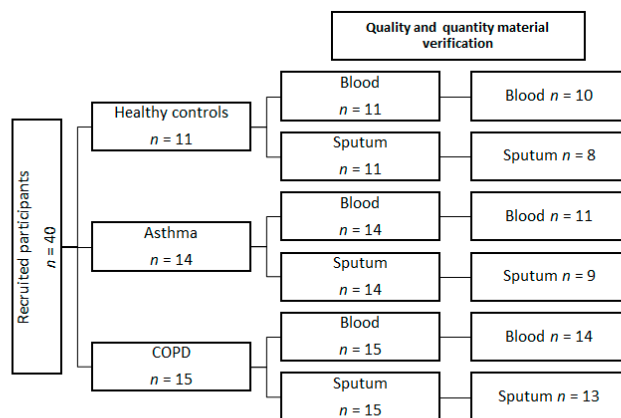 Quality and quantity material
verification
Recruited participants
n = 40
Healthy controls
n = 11
Blood
n = 11
Blood n = 10
Sputum
n = 11
Sputum n = 8
Asthma
n = 14
Blood
n = 14
Blood n = 11
Sputum
n = 14
Sputum n = 9
COPD
n = 15
Blood
n = 15
Blood n = 14
Sputum
n = 15
Sputum n = 13